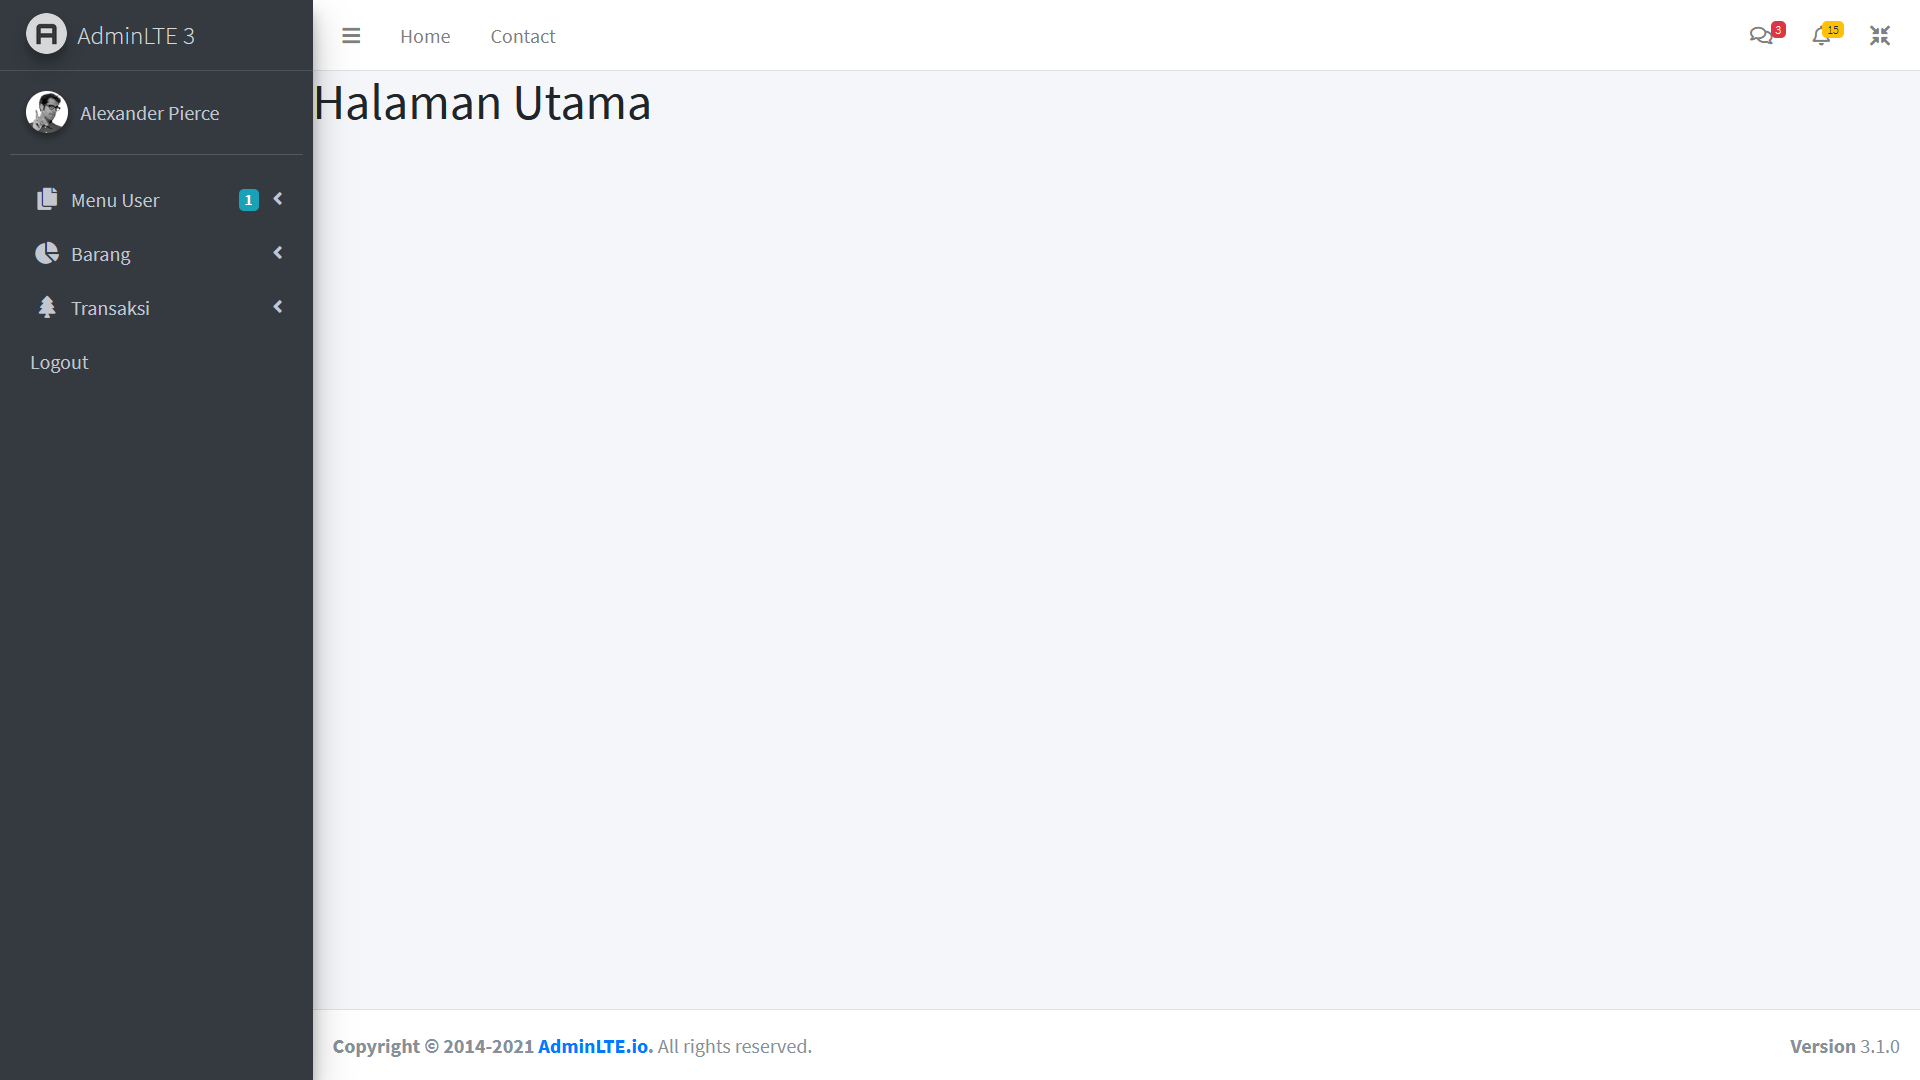 AdminLTE 3
Home
Contact
3
15
Alexander Pierce
Halaman Utama
Menu User 1
Barang
Transaksi
Logout
Copyright © 2014-2021 AdminLTE.io. All rights reserved.
Version 3.1.0